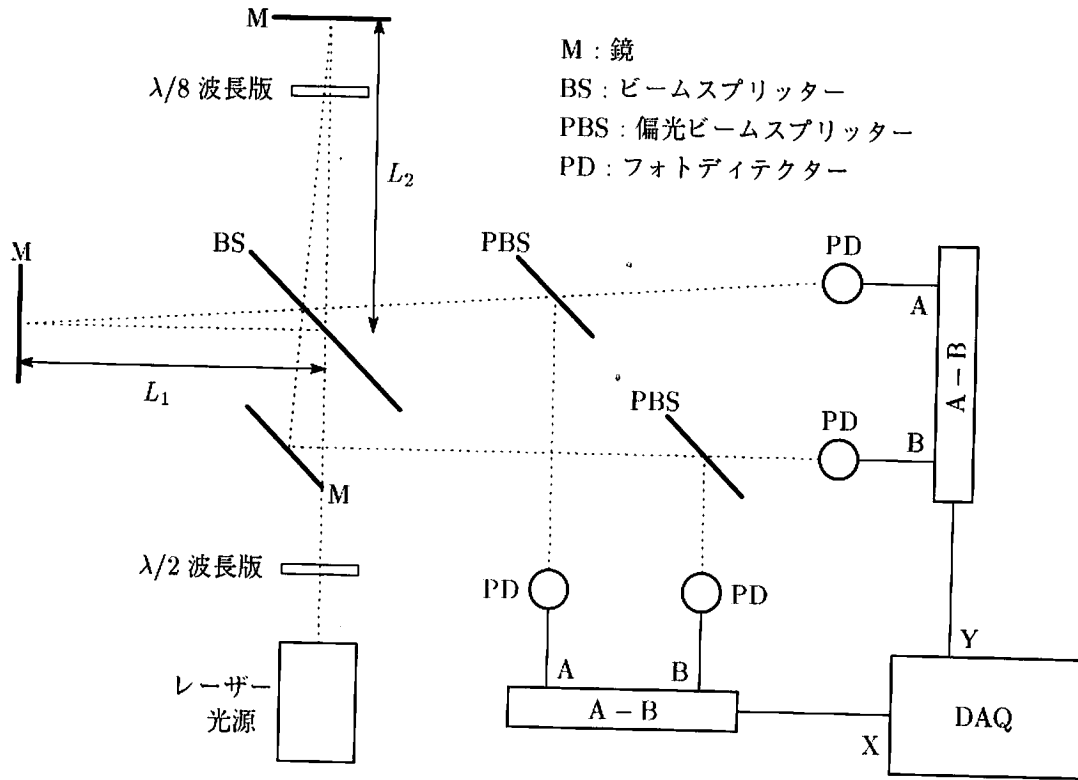 M
M : 鏡
λ/8 波長版
BS : ビームスプリッター
PBS : 偏光ビームスプリッター
PD : フォトディテクター
L₂
BS
PBS
PD
M
A
A − B
L₁
PBS
PD
B
M
λ/2 波長版
PD
PD
Y
A
B
レーザー
光源
A − B
X
DAQ